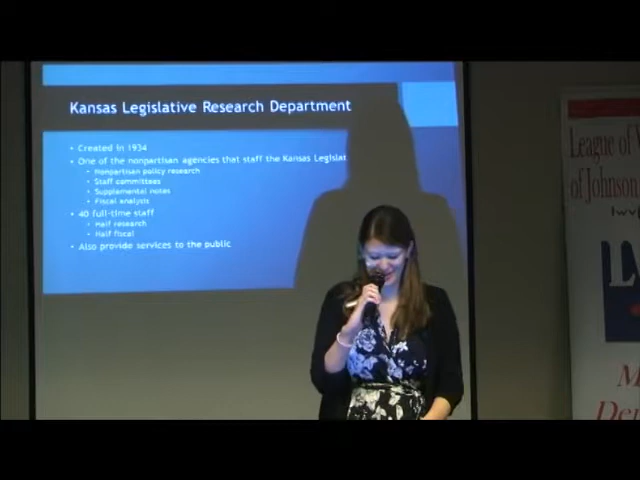 Kansas Legislative Research Department
• Created in 1934
• One of the nonpartisan agencies that staff the Kansas Legislat
• Nonpartisan policy research
• Staff committees
• Supplemental notes
• Fiscal analysts
• 40 full-time staff
• Half research
• Half fiscal
• Also provide services to the public
League of
of Johnson